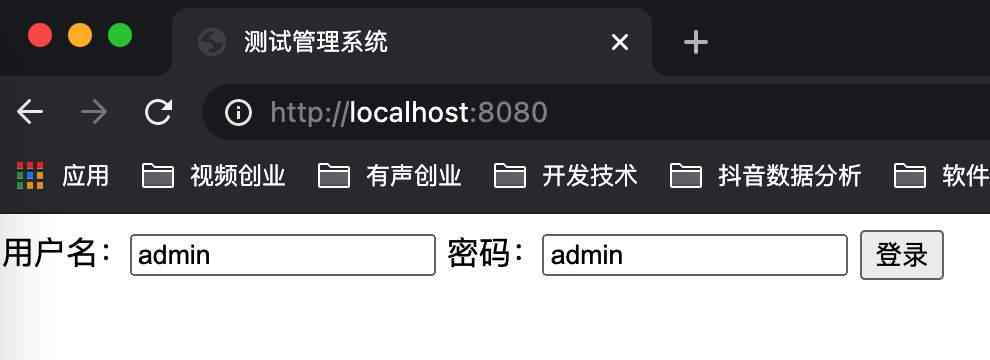 测试管理系统
http://localhost:8080
应用 视频创业 有声创业 开发技术 抖音数据分析 软件
用户名: admin 密码: admin 登录